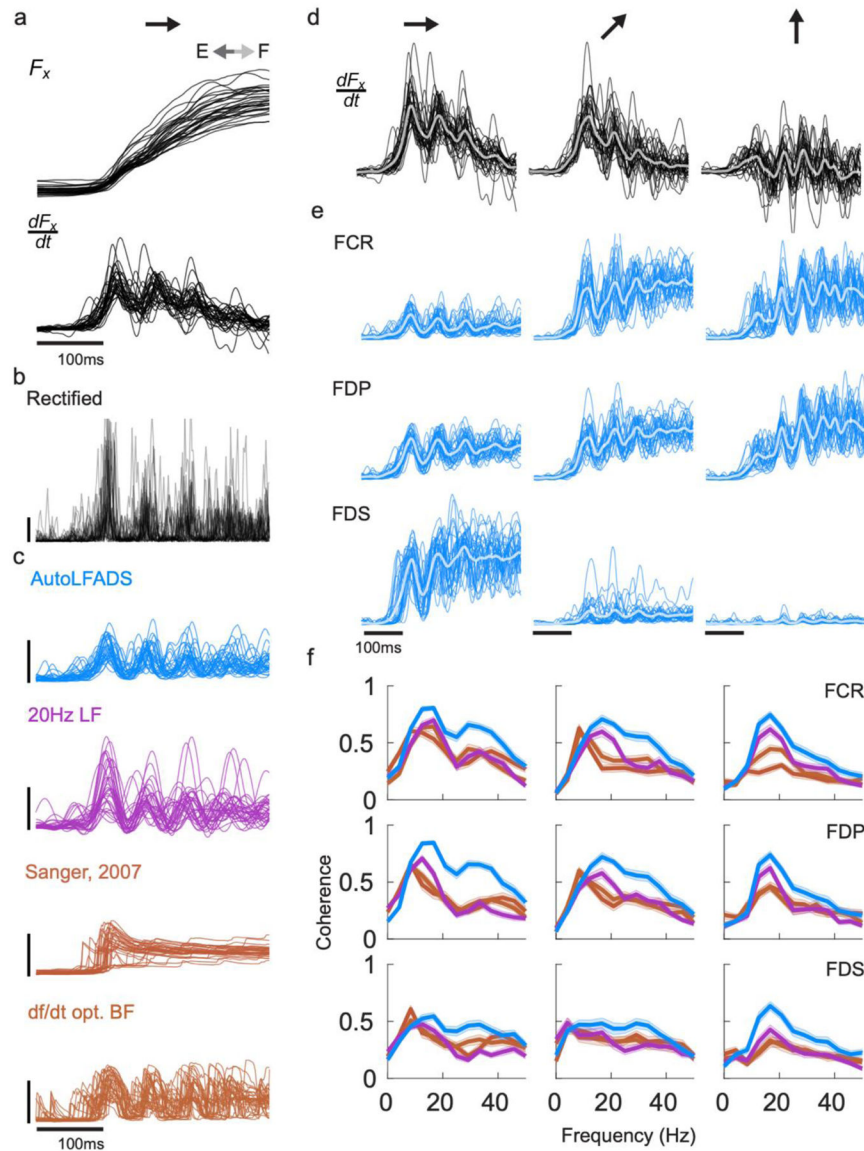 a
E F
F_x
dF_x
dt
100ms
b
Rectified
c
AutoLFADS
20Hz LF
Sanger, 2007
df/dt opt. BF
100ms
d
dF_x
dt
e
FCR
FDP
FDS
100ms
f
1
0.5
0
FCR
1
0.5
0
FDP
Coherence
1
0.5
0
FDS
0 20 40 0 20 40 0 20 40
Frequency (Hz)